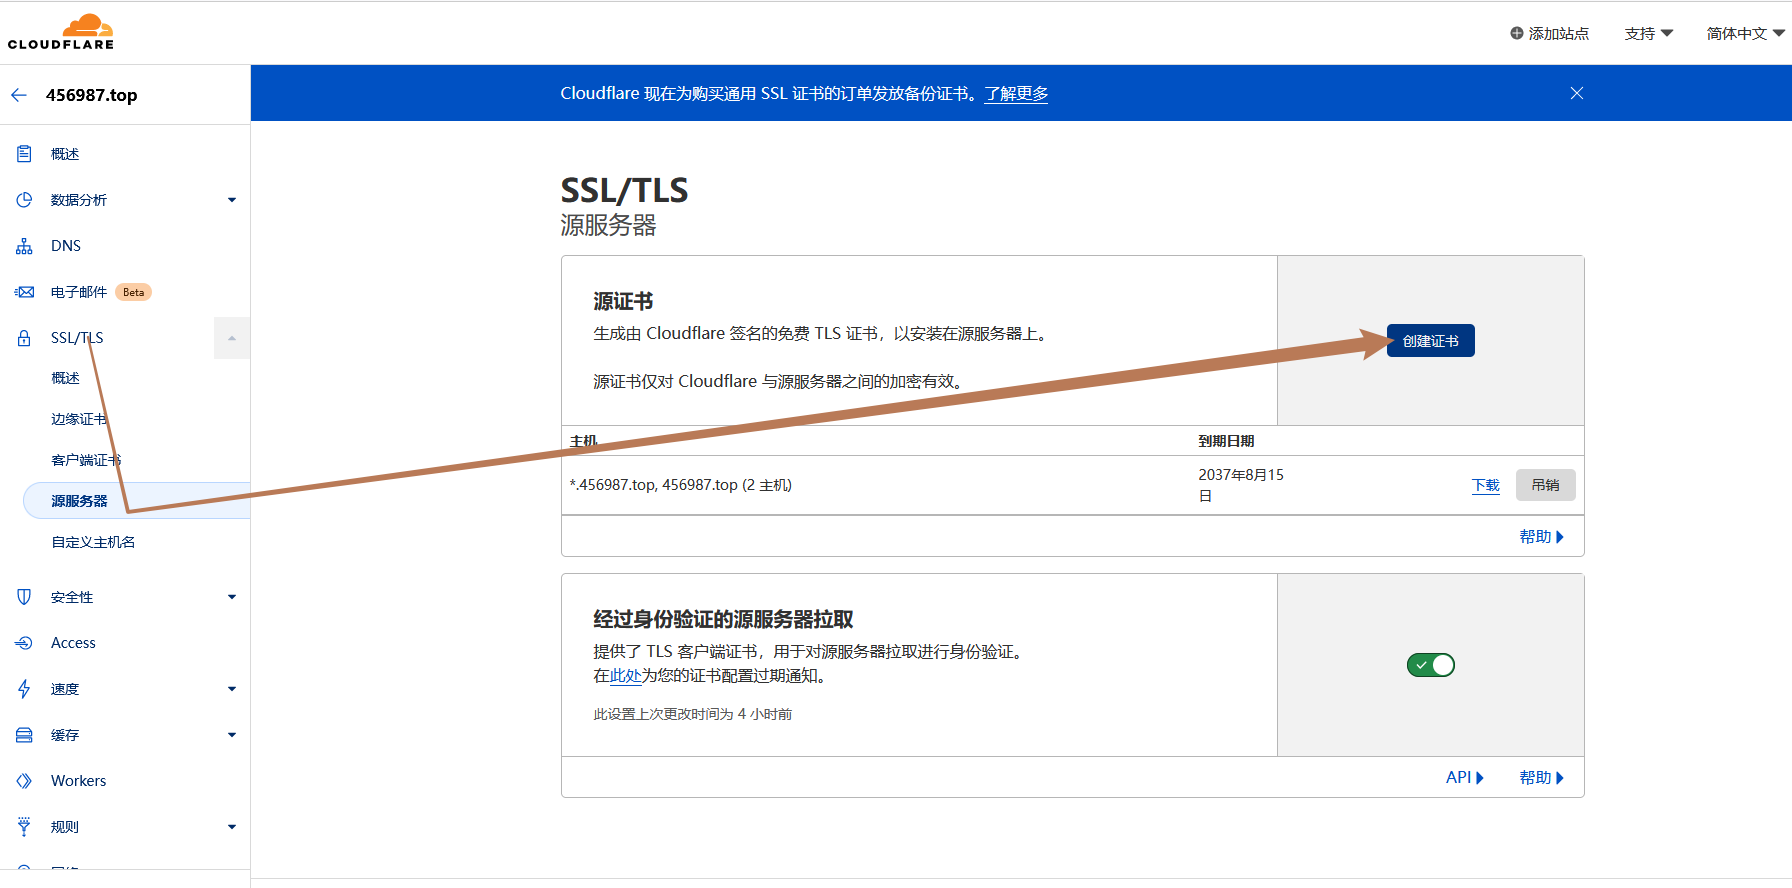 CLOUDFLARE
添加站点
支持
简体中文
456987.top
Cloudflare 现在为购买通用 SSL 证书的订单发放备份证书。了解更多
概述
数据分析
DNS
电子邮件 Beta
SSL/TLS
概述
边缘证书
客户端证书
源服务器
自定义主机名
安全性
Access
速度
缓存
Workers
规则
SSL/TLS
源服务器
源证书
生成由 Cloudflare 签名的免费 TLS 证书，以安装在源服务器上。
源证书仅对 Cloudflare 与源服务器之间的加密有效。
创建证书
主机
到期日期
*.456987.top, 456987.top (2 主机)
2037年8月15
日
下载
吊销
帮助
经过身份验证的源服务器拉取
提供了 TLS 客户端证书，用于对源服务器拉取进行身份验证。
在此处为您的证书配置过期通知。
此设置上次更改时间为 4 小时前
API
帮助